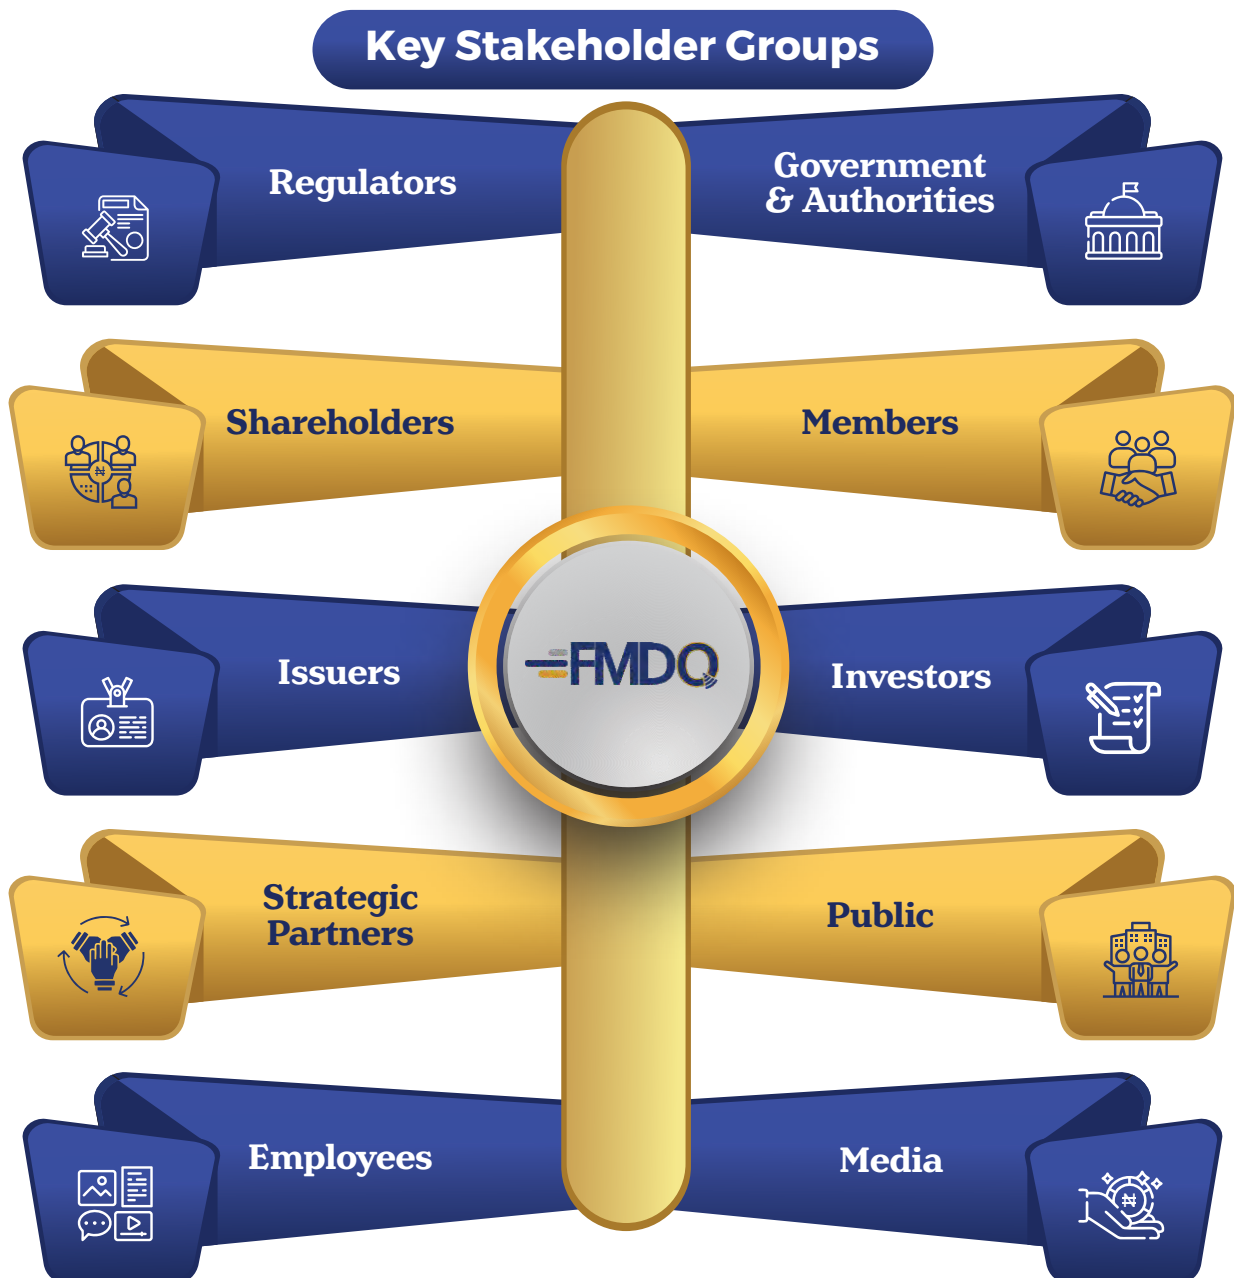 Key Stakeholder Groups
Regulators
Government
& Authorities
Shareholders
Members
₦
FMDQ
Issuers
Investors
Strategic
Partners
Public
Employees
Media
₦